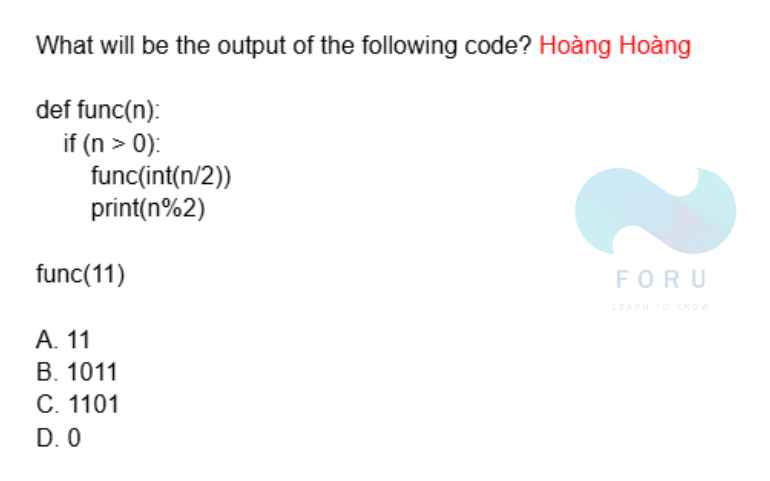 What will be the output of the following code? Hoàng Hoàng
def func(n):
if (n > 0):
func(int(n/2))
print(n%2)
func(11)
A. 11
B. 1011
C. 1101
D. 0
FORU
LEARN TO KNOW